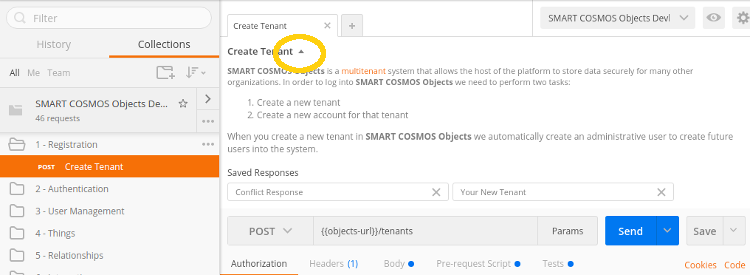 Filter
History
Collections
All
Me
Team
SMART COSMOS Objects De...
46 requests
1 - Registration
POST
Create Tenant
2 - Authentication
3 - User Management
4 - Things
5 - Relationships
Create Tenant
SMART COSMOS Objects Devl
Create Tenant
SMART COSMOS Objects is a multitenant system that allows the host of the platform to store data securely for many other
organizations. In order to log into SMART COSMOS Objects we need to perform two tasks:
1. Create a new tenant
2. Create a new account for that tenant
When you create a new tenant in SMART COSMOS Objects we automatically create an administrative user to create future
users into the system.
Saved Responses
Conflict Response
Your New Tenant
POST
{{objects-url}}/tenants
Params
Send
Save
Authorization
Headers (1)
Body
Pre-request Script
Tests
Cookies
Code